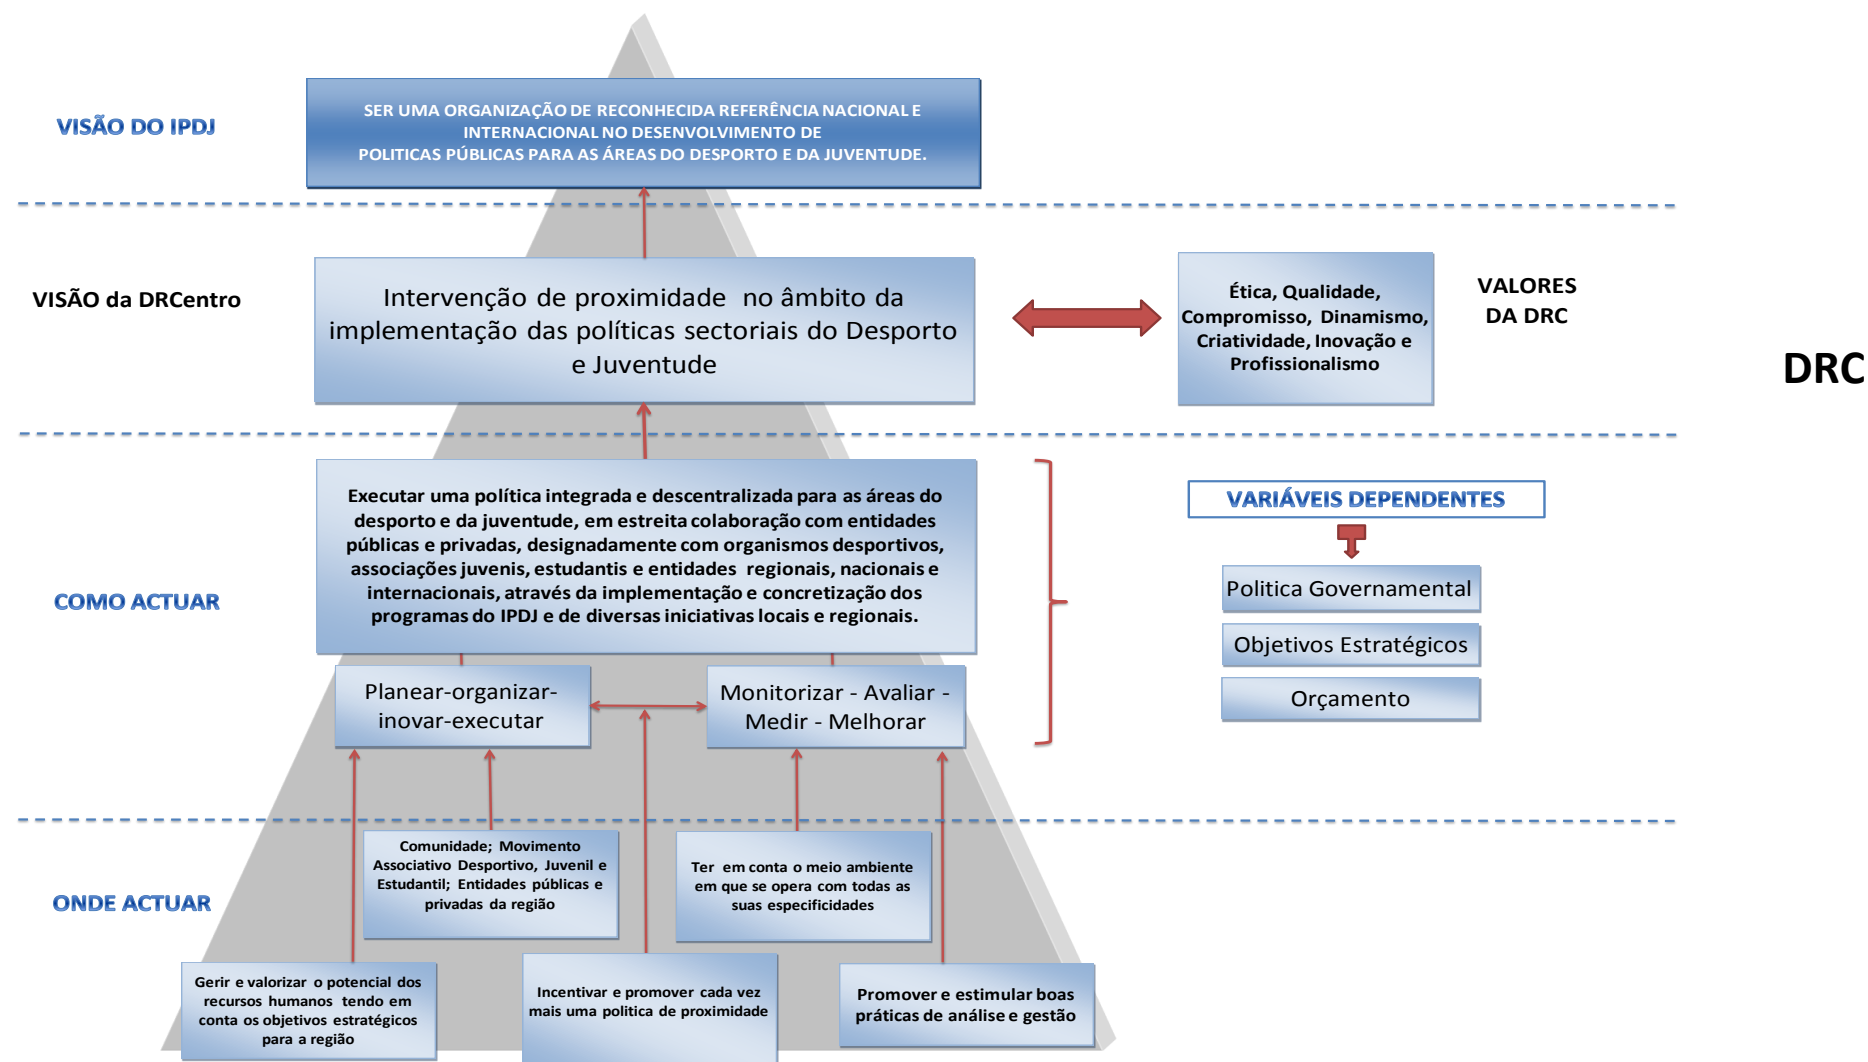 VISÃO DO IPDJ
SER UMA ORGANIZAÇÃO DE RECONHECIDA REFERÊNCIA NACIONAL E
INTERNACIONAL NO DESENVOLVIMENTO DE
POLITICAS PÚBLICAS PARA AS ÁREAS DO DESPORTO E DA JUVENTUDE.
VISÃO da DRCentro
Intervenção de proximidade no âmbito da
implementação das políticas sectoriais do Desporto
e Juventude
Ética, Qualidade,
Compromisso, Dinamismo,
Criatividade, Inovação e
Profissionalismo
VALORES
DA DRC
DRC
COMO ACTUAR
Executar uma política integrada e descentralizada para as áreas do
desporto e da juventude, em estreita colaboração com entidades
públicas e privadas, designadamente com organismos desportivos,
associações juvenis, estudantis e entidades regionais, nacionais e
internacionais, através da implementação e concretização dos
programas do IPDJ e de diversas iniciativas locais e regionais.
Planear-organizar-
inovar-executar
Monitorizar - Avaliar -
Medir - Melhorar
VARIÁVEIS DEPENDENTES
Politica Governamental
Objetivos Estratégicos
Orçamento
ONDE ACTUAR
Comunidade; Movimento
Associativo Desportivo, Juvenil e
Estudantil; Entidades públicas e
privadas da região
Ter em conta o meio ambiente
em que se opera com todas as
suas especificidades
Gerir e valorizar o potencial dos
recursos humanos tendo em
conta os objetivos estratégicos
para a região
Incentivar e promover cada vez
mais uma politica de proximidade
Promover e estimular boas
práticas de análise e gestão